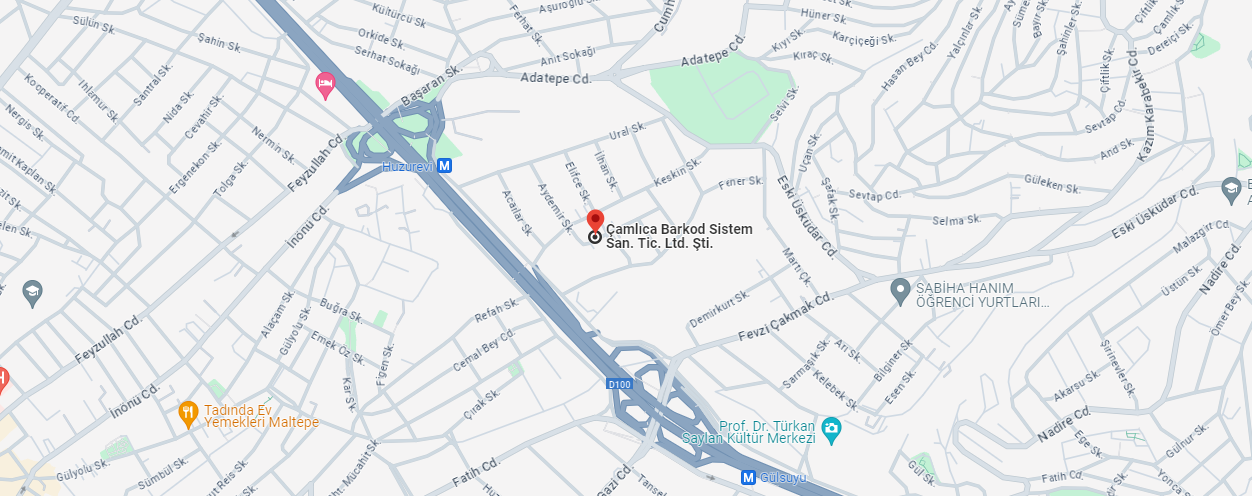 Sülün Sk.
Kültürcü Sk.
Aşuroğlu Sk.
Ferhat Sk.
Hüner Sk.
Şahin Sk.
Orkide Sk.
Serhat Sokağı
Anıt Sokağı
Adatepe Cd.
Adatepe Cd.
Kıyı Sk.
Karçiçeği Sk.
Kıraç Sk.
Hasan Bey Cd.
Yalçınlar Sk.
Şahinler Sk.
Çiftlik Sk.
Dereiçi Sk.
Kazım Karabekir Cd.
Kooperatif Cd.
Ihlamur Sk.
Santral Sk.
Nida Sk.
Cevahir Sk.
Başaran Sk.
Selvi Sk.
Sevtap Cd.
Nergis Sk.
Nermin Sk.
Feyzullah Cd.
Ural Sk.
Uçan Sk.
And Sk.
Ergenekon Sk.
Tolga Sk.
Huzurevi
M
İlhan Sk.
Elifce Sk.
Keskin Sk.
Fener Sk.
Eski Üsküdar Cd.
Şafak Sk.
Sevtap Cd.
Güleken Sk.
Acarlar Sk.
Aydemir Sk.
İnönü Cd.
Selma Sk.
Eski Üsküdar Cd.
Çamlıca Barkod Sistem
San. Tic. Ltd. Şti.
Malazgirt Cd.
Martı Çk.
Nadire Cd.
Üstün Sk.
SABİHA HANIM
ÖĞRENCİ YURTLARI...
Alaçam Sk.
Buğra Sk.
Refah Sk.
Demirkurt Sk.
Fevzi Çakmak Cd.
Ömer Bey Sk.
Feyzullah Cd.
Gülyolu Sk.
Emek Öz Sk.
Cemal Bey Cd.
Figen Sk.
Arı Sk.
Bilginer Sk.
Sarmaşık Sk.
Kelebek Sk.
Esen Sk.
Şirinevler Sk.
Akarsu Sk.
D100
Kar Sk.
Çırak Sk.
İnönü Cd.
Tadında Ev
Yemekleri Maltepe
Prof. Dr. Türkan
Saylan Kültür Merkezi
Nadire Cd.
Ege Sk.
Gülnur Sk.
Gülyolu Sk.
Sümbül Sk.
Fatih Cd.
Gazi Cd.
M
Gülsuyu
Gül Sk.
Fatih Cd.